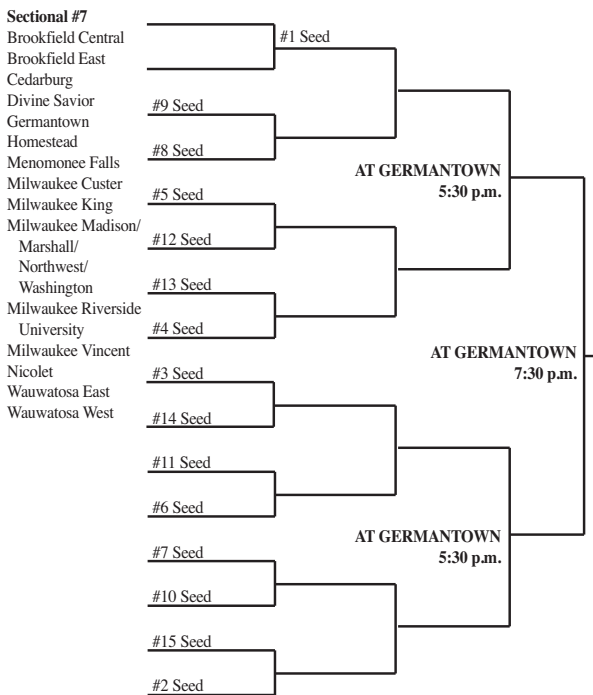 Sectional #7
Brookfield Central
Brookfield East
Cedarburg
Divine Savior
Germantown
Homestead
Menomonee Falls
Milwaukee Custer
Milwaukee King
Milwaukee Madison/
Marshall/
Northwest/
Washington
Milwaukee Riverside
University
Milwaukee Vincent
Nicolet
Wauwatosa East
Wauwatosa West
#1 Seed
#9 Seed
#8 Seed
#5 Seed
#12 Seed
#13 Seed
#4 Seed
#3 Seed
#14 Seed
#11 Seed
#6 Seed
#7 Seed
#10 Seed
#15 Seed
#2 Seed
AT GERMANTOWN
5:30 p.m.
AT GERMANTOWN
7:30 p.m.
AT GERMANTOWN
5:30 p.m.